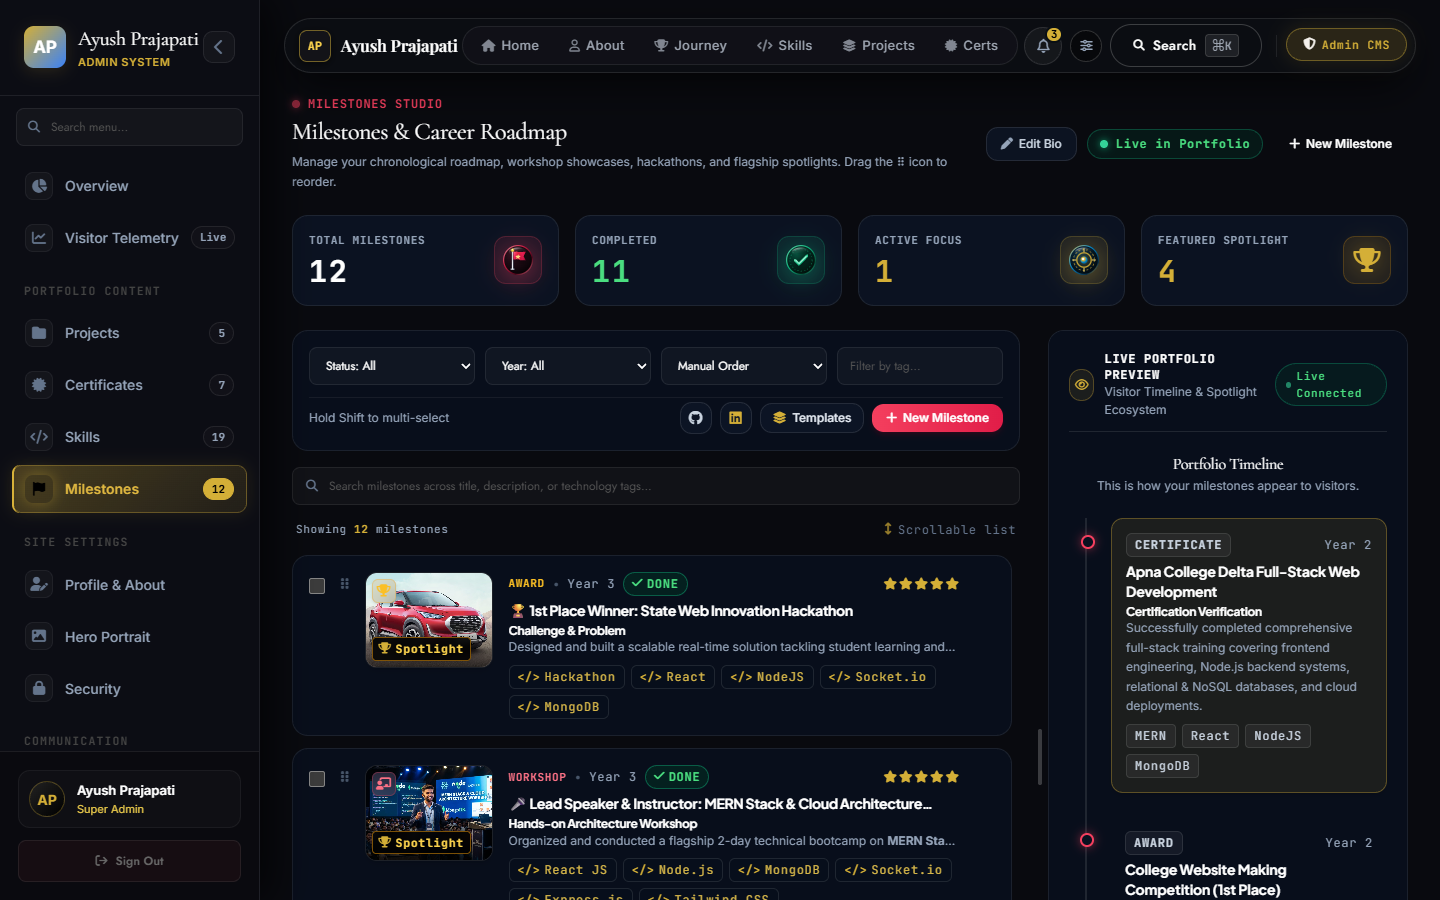 AP
Ayush Prajapati
ADMIN SYSTEM
Search menu...
Overview
Visitor Telemetry
Live
PORTFOLIO CONTENT
Projects
5
Certificates
7
Skills
19
Milestones
12
SITE SETTINGS
Profile & About
Hero Portrait
Security
COMMUNICATION
AP
Ayush Prajapati
Super Admin
Sign Out
AP
Ayush Prajapati
Home
About
Journey
Skills
Projects
Certs
3
Search
⌘K
Admin CMS
MILESTONES STUDIO
Milestones & Career Roadmap
Manage your chronological roadmap, workshop showcases, hackathons, and flagship spotlights. Drag the ⠿ icon to
reorder.
Edit Bio
Live in Portfolio
+ New Milestone
TOTAL MILESTONES
12
COMPLETED
11
ACTIVE FOCUS
1
FEATURED SPOTLIGHT
4
Status: All
Year: All
Manual Order
Filter by tag...
Hold Shift to multi-select
Templates
+ New Milestone
Search milestones across title, description, or technology tags...
Showing 12 milestones
Scrollable list
AWARD • Year 3
DONE
Spotlight
🏆 1st Place Winner: State Web Innovation Hackathon
Challenge & Problem
Designed and built a scalable real-time solution tackling student learning and...
</> Hackathon
</> React
</> NodeJS
</> Socket.io
</> MongoDB
WORKSHOP • Year 3
DONE
Spotlight
🎤 Lead Speaker & Instructor: MERN Stack & Cloud Architecture...
Hands-on Architecture Workshop
Organized and conducted a flagship 2-day technical bootcamp on MERN Sta...
</> React JS
</> Node.js
</> MongoDB
</> Socket.io
</> Express.js
</> Tailwind CSS
LIVE PORTFOLIO
PREVIEW
Visitor Timeline & Spotlight
Ecosystem
Live
Connected
Portfolio Timeline
This is how your milestones appear to visitors.
CERTIFICATE
Year 2
Apna College Delta Full-Stack Web
Development
Certification Verification
Successfully completed comprehensive
full-stack training covering frontend
engineering, Node.js backend systems,
relational & NoSQL databases, and cloud
deployments.
MERN
React
NodeJS
MongoDB
AWARD
Year 2
College Website Making
Competition (1st Place)